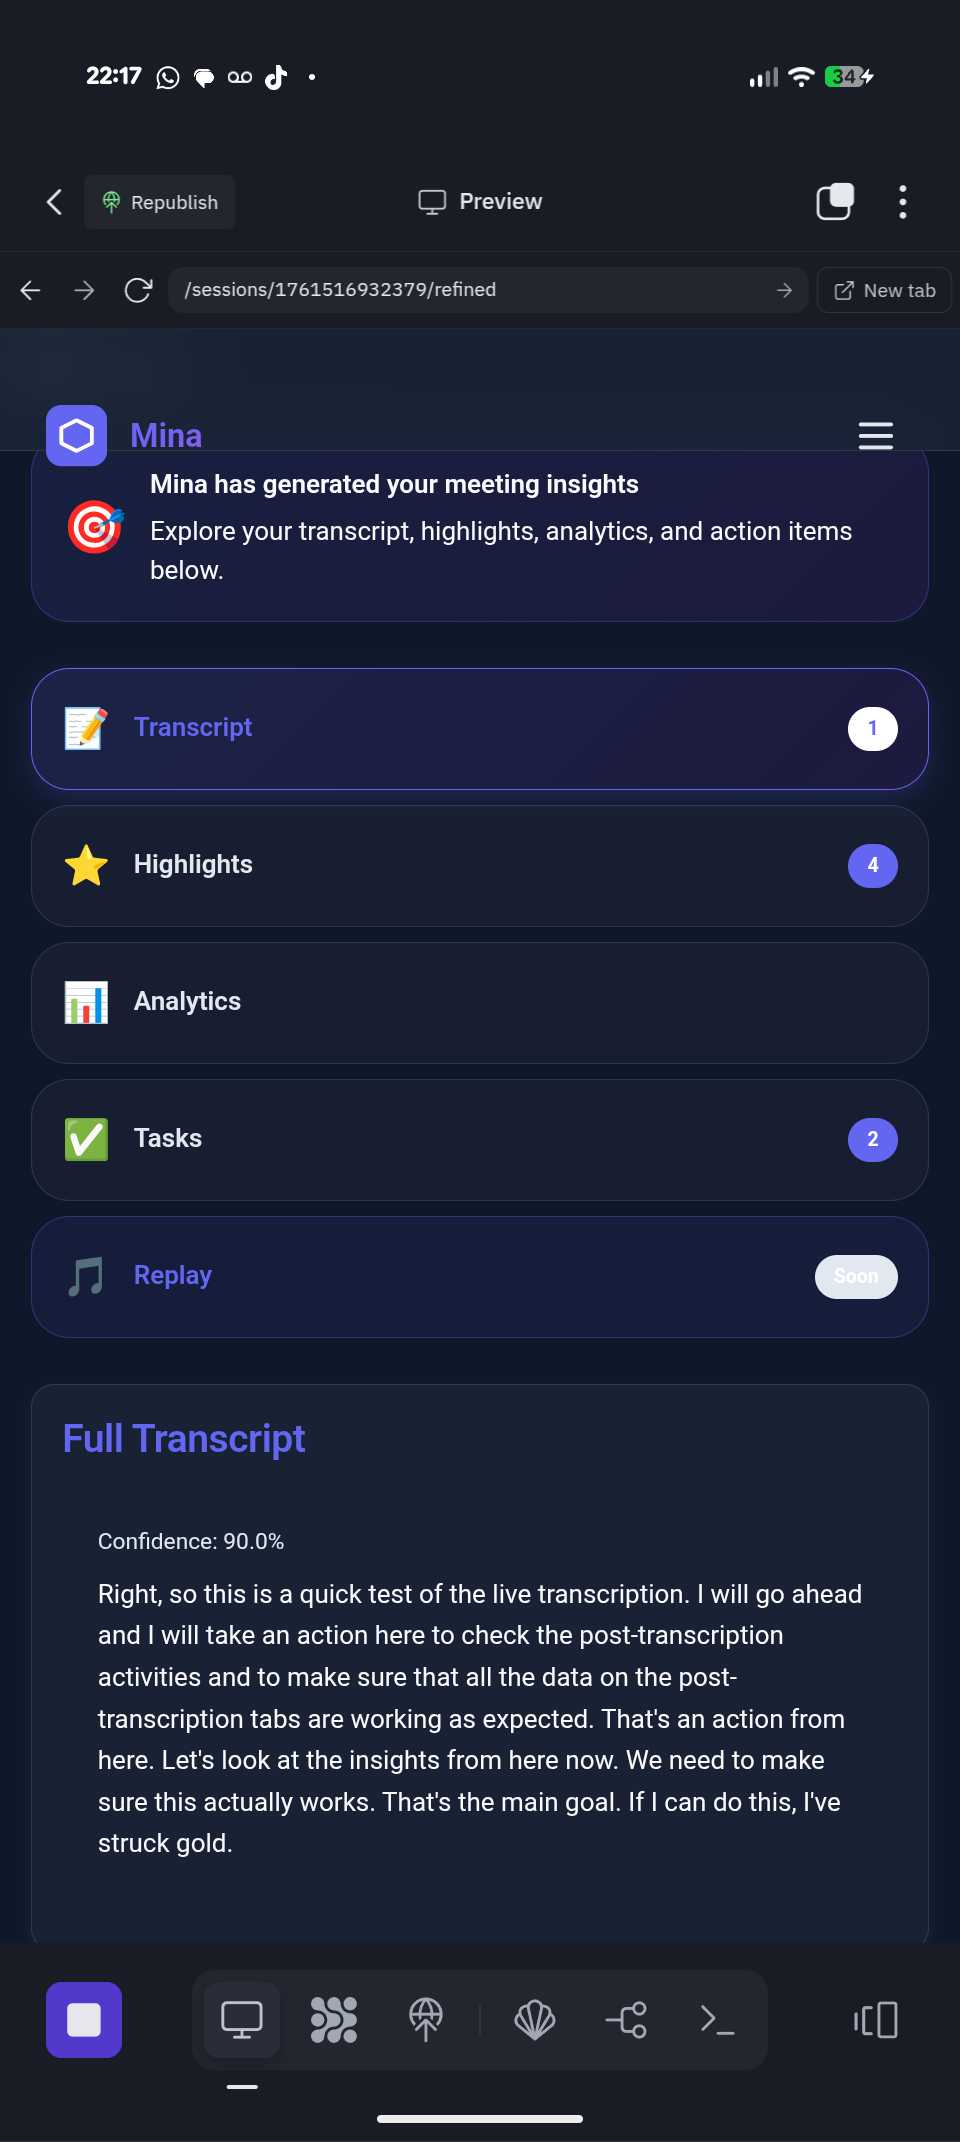 22:17
34
Republish
Preview
/sessions/1761516932379/refined
New tab
Mina
Mina has generated your meeting insights
Explore your transcript, highlights, analytics, and action items
below.
Transcript
1
Highlights
4
Analytics
Tasks
2
Replay
Soon
Full Transcript
Confidence: 90.0%
Right, so this is a quick test of the live transcription. I will go ahead
and I will take an action here to check the post-transcription
activities and to make sure that all the data on the post-
transcription tabs are working as expected. That's an action from
here. Let's look at the insights from here now. We need to make
sure this actually works. That's the main goal. If I can do this, I've
struck gold.